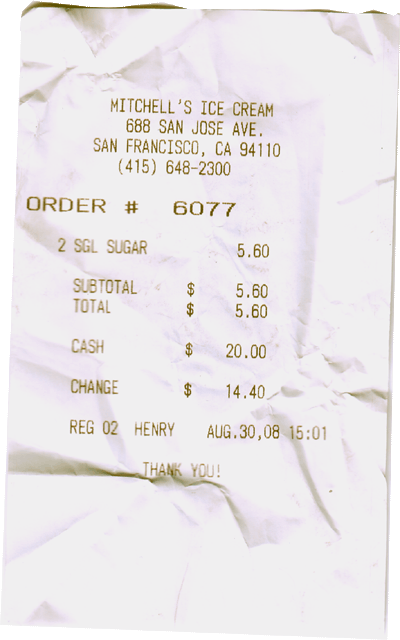 MITCHELL'S ICE CREAM
688 SAN JOSE AVE.
SAN FRANCISCO, CA 94110
(415) 648-2300
ORDER # 6077
2 SGL SUGAR 5.60
SUBTOTAL $ 5.60
TOTAL $ 5.60
CASH $ 20.00
CHANGE $ 14.40
REG 02 HENRY AUG.30,08 15:01
THANK YOU!